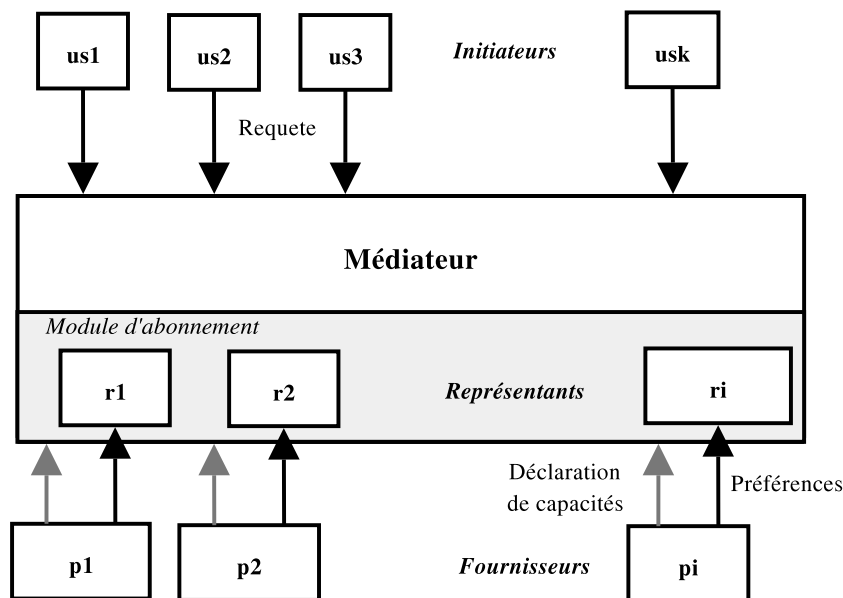 us1
us2
us3
Initiateurs
usk
Requete
Médiateur
Module d'abonnement
r1
r2
Représentants
ri
Déclaration
de capacités
Préférences
p1
p2
Fournisseurs
pi